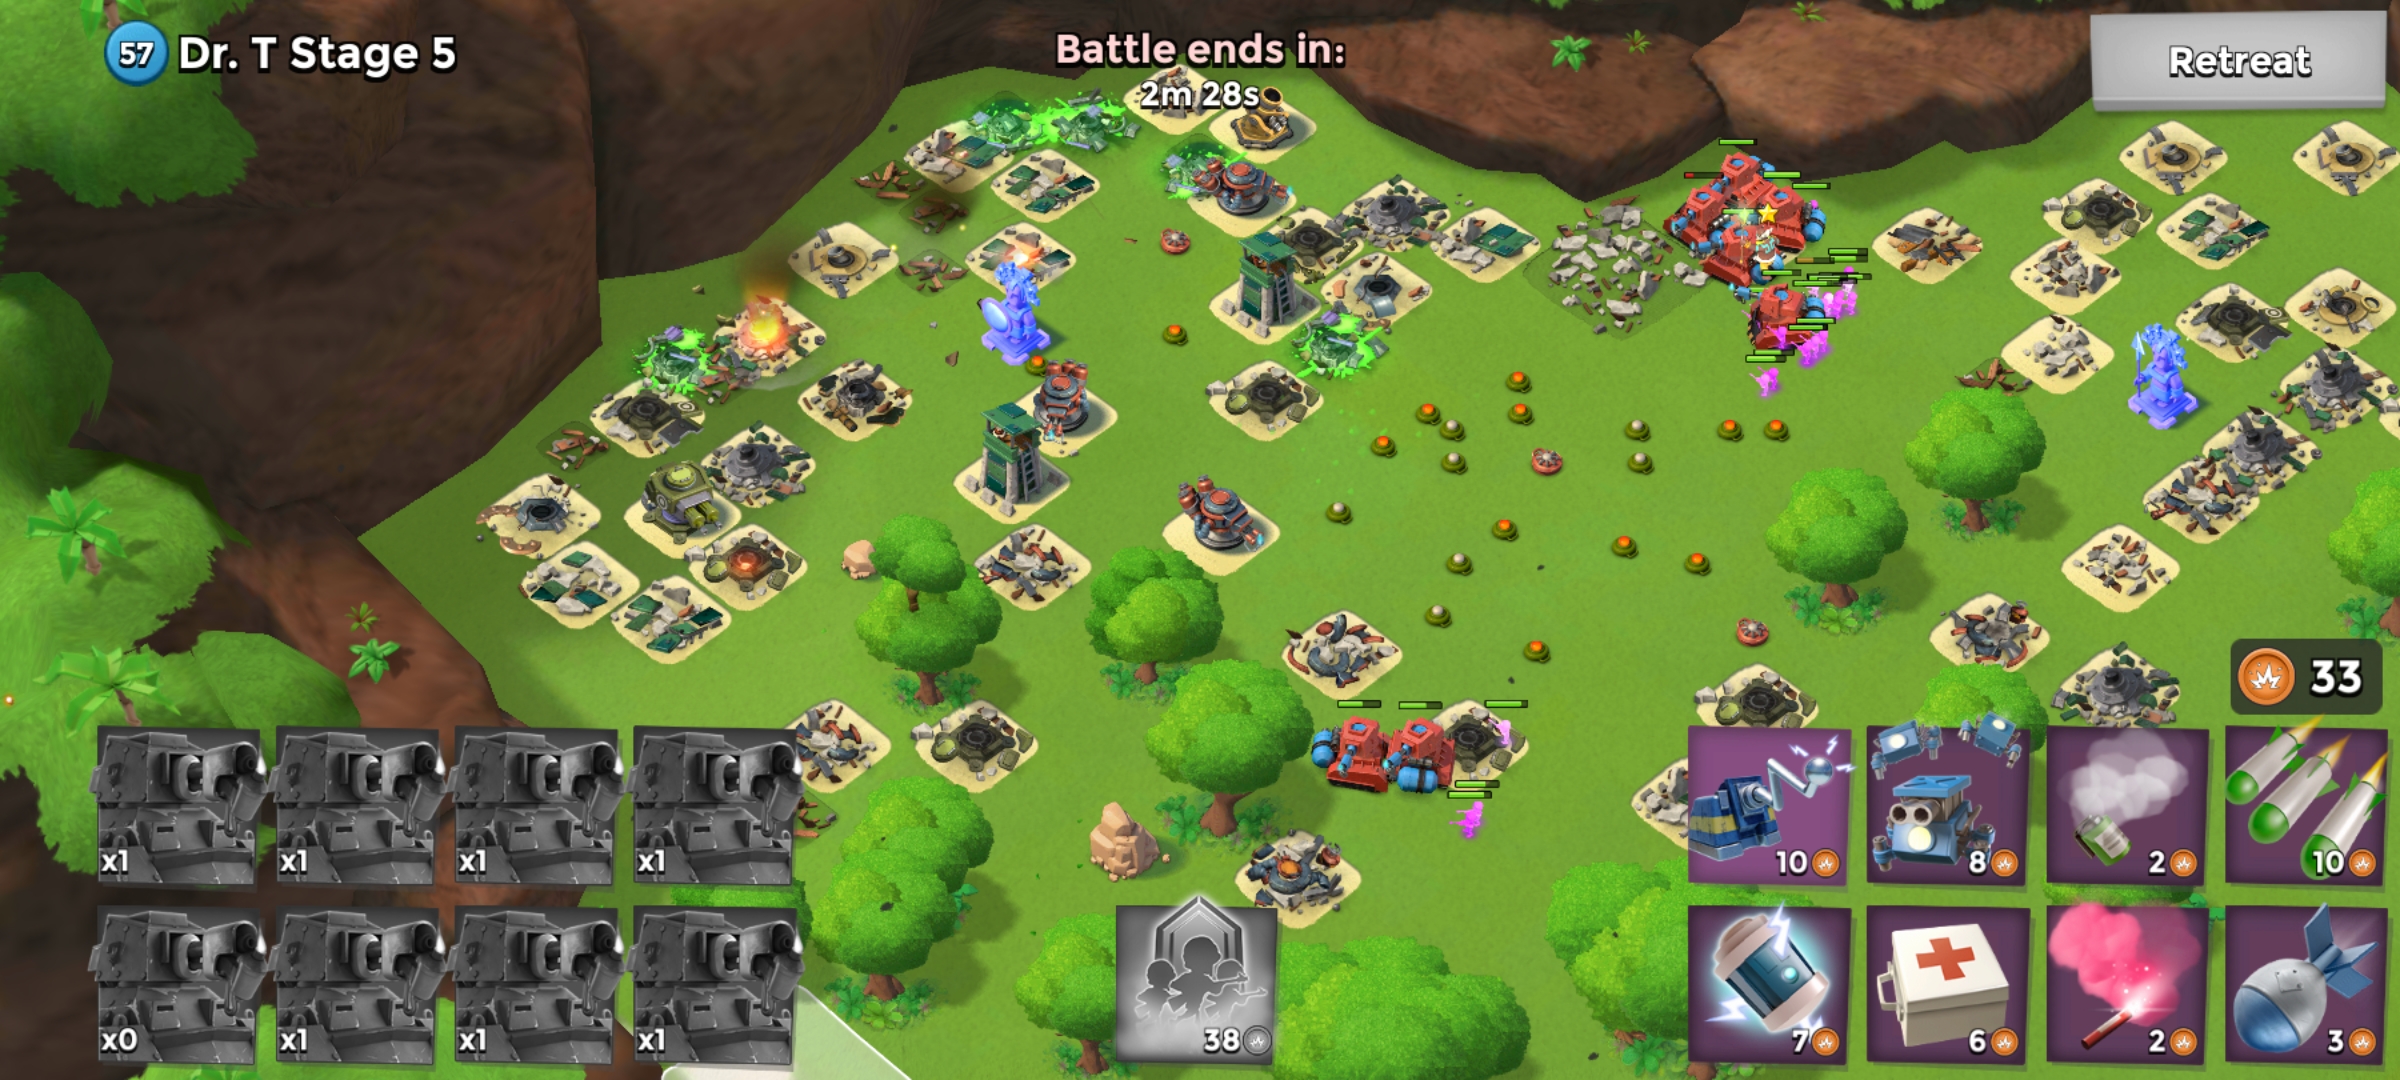 57 Dr. T Stage 5
Battle ends in:
2m 28s
Retreat
33
x1 x1 x1 x1
10 8 2 10
x0 x1 x1 x1
38
7 6 2 3